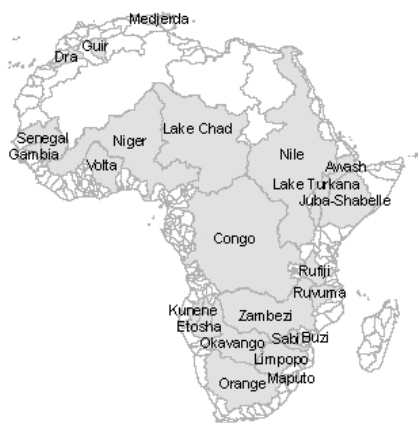 Medjerda
Guir
Dra
Lake Chad
Senegal
Niger
Gambia
Volta
Nile
Awash
Lake Turkana
Juba-Shabelle
Congo
Rufiji
Ruvuma
Kunene
Zambezi
Etosha
Okavango
Sabi
Buzi
Limpopo
Maputo
Orange